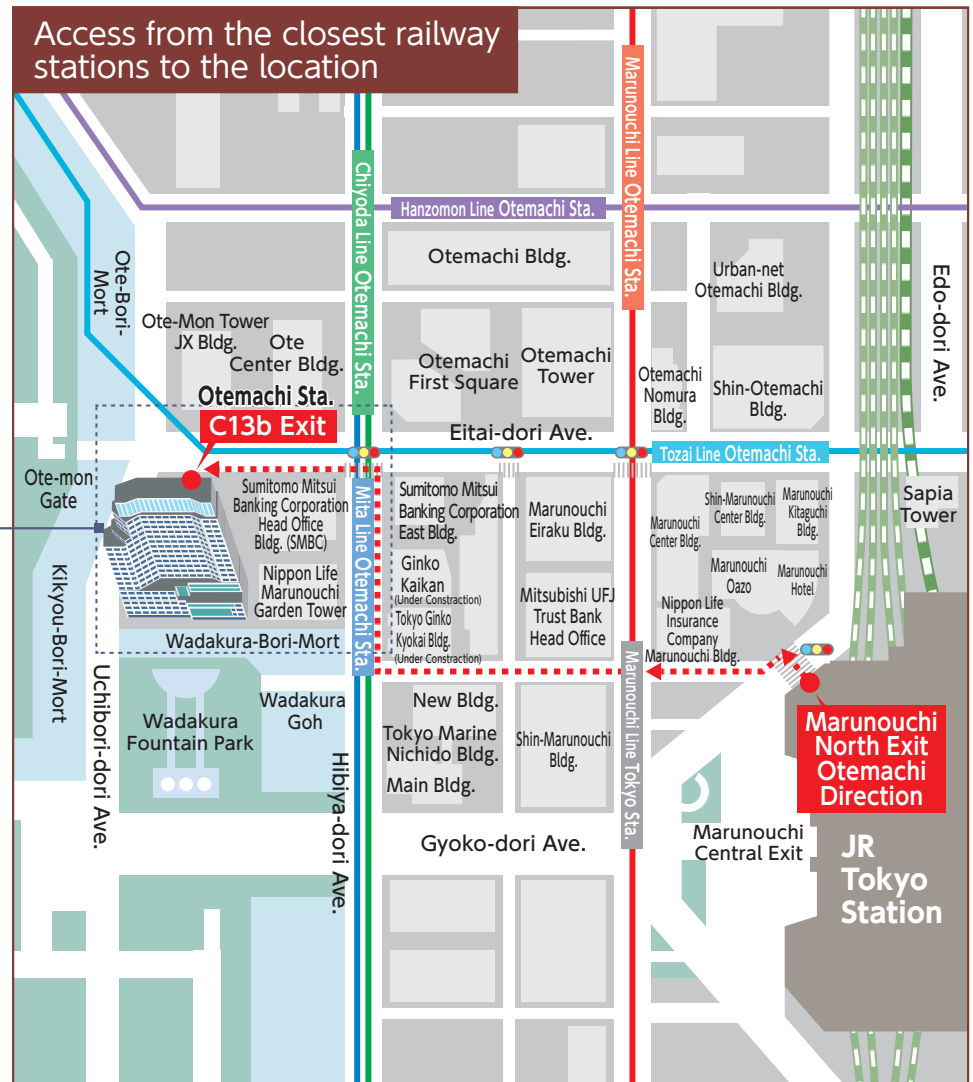 Access from the closest railway
stations to the location
Marunouchi Line Otemachi Sta.
Chiyoda Line Otemachi Sta.
Hanzomon Line Otemachi Sta.
Otemachi Bldg.
Urban-net
Otemachi Bldg.
Edo-dori Ave.
Ote-Bori-
Mort
Ote-Mon Tower
JX Bldg.
Ote
Center Bldg.
Otemachi
First Square
Otemachi
Tower
Otemachi
Nomura
Bldg.
Shin-Otemachi
Bldg.
Otemachi Sta.
C13b Exit
Eitai-dori Ave.
Tozai Line Otemachi Sta.
Ote-mon
Gate
Sumitomo Mitsui
Banking Corporation
Head Office
Bldg. (SMBC)
Mita Line Otemachi Sta.
Sumitomo Mitsui
Banking Corporation
East Bldg.
Marunouchi
Eiraku Bldg.
Marunouchi
Center Bldg.
Shin-Marunouchi
Center Bldg.
Marunouchi
Kitaguchi
Bldg.
Sapia
Tower
Nippon Life
Marunouchi
Garden Tower
Ginko
Kaikan
(Under Constraction)
Tokyo Ginko
Kyokai Bldg.
(Under Constraction)
Mitsubishi UFJ
Trust Bank
Head Office
Marunouchi
Oazo
Marunouchi
Hotel
Nippon Life
Insurance
Company
Marunouchi Bldg.
Kikyou-Bori-Mort
Wadakura-Bori-Mort
Uchibori-dori Ave.
Wadakura
Fountain Park
Wadakura
Goh
Hibiya-dori Ave.
New Bldg.
Tokyo Marine
Nichido Bldg.
Main Bldg.
Shin-Marunouchi
Bldg.
Marunouchi Line Tokyo Sta.
Marunouchi
North Exit
Otemachi
Direction
Gyoko-dori Ave.
Marunouchi
Central Exit
JR
Tokyo
Station